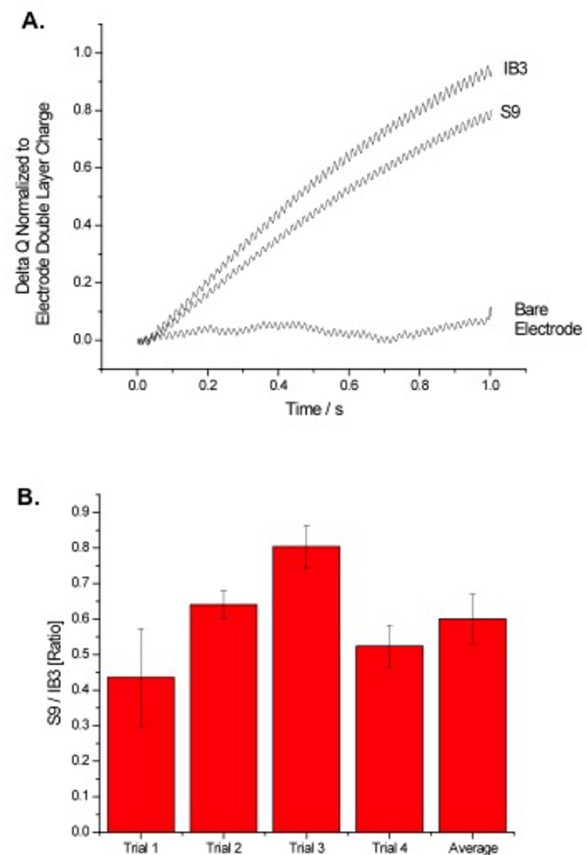 A.
Delta Q Normalized to
Electrode Double Layer Charge
1.0
0.8
0.6
0.4
0.2
0.0
IB3
S9
Bare
Electrode
0.0 0.2 0.4 0.6 0.8 1.0
Time / s
B.
S9 / IB3 [Ratio]
0.9
0.8
0.7
0.6
0.5
0.4
0.3
0.2
0.1
0.0
Trial 1 Trial 2 Trial 3 Trial 4 Average